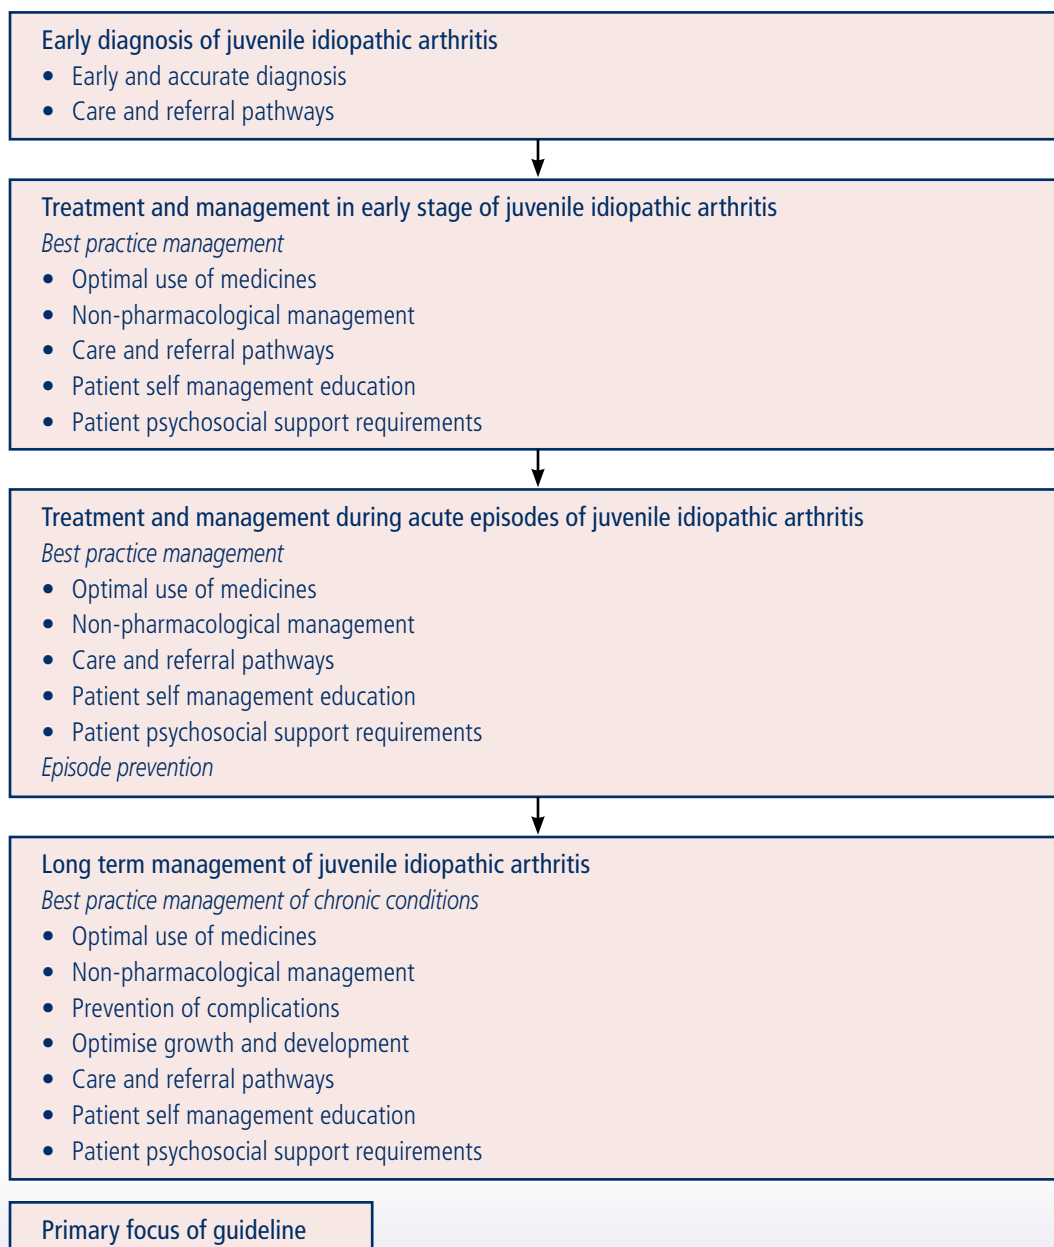 Early diagnosis of juvenile idiopathic arthritis
• Early and accurate diagnosis
• Care and referral pathways
Treatment and management in early stage of juvenile idiopathic arthritis
Best practice management
• Optimal use of medicines
• Non-pharmacological management
• Care and referral pathways
• Patient self management education
• Patient psychosocial support requirements
Treatment and management during acute episodes of juvenile idiopathic arthritis
Best practice management
• Optimal use of medicines
• Non-pharmacological management
• Care and referral pathways
• Patient self management education
• Patient psychosocial support requirements
Episode prevention
Long term management of juvenile idiopathic arthritis
Best practice management of chronic conditions
• Optimal use of medicines
• Non-pharmacological management
• Prevention of complications
• Optimise growth and development
• Care and referral pathways
• Patient self management education
• Patient psychosocial support requirements
Primary focus of guideline